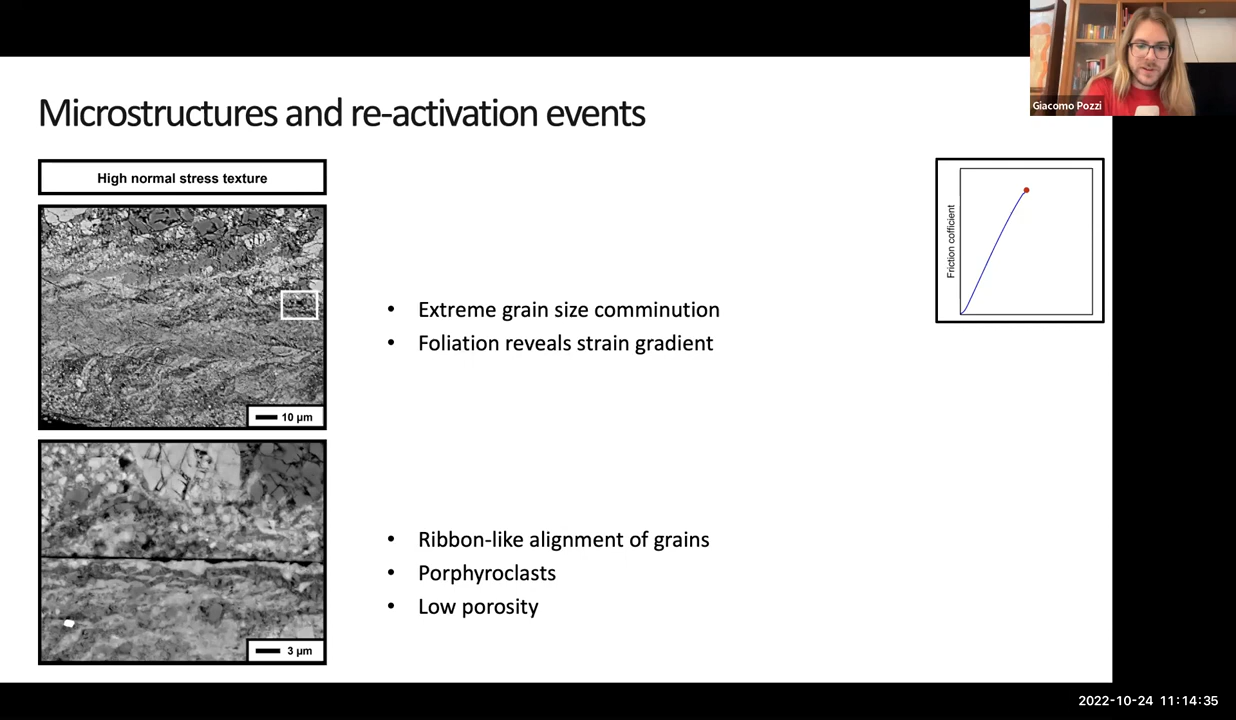 Giacomo Pozzi
Microstructures and re-activation events
High normal stress texture
10 µm
• Extreme grain size comminution
• Foliation reveals strain gradient
Friction cofficient
3 µm
• Ribbon-like alignment of grains
• Porphyroclasts
• Low porosity
2022-10-24 11:14:35